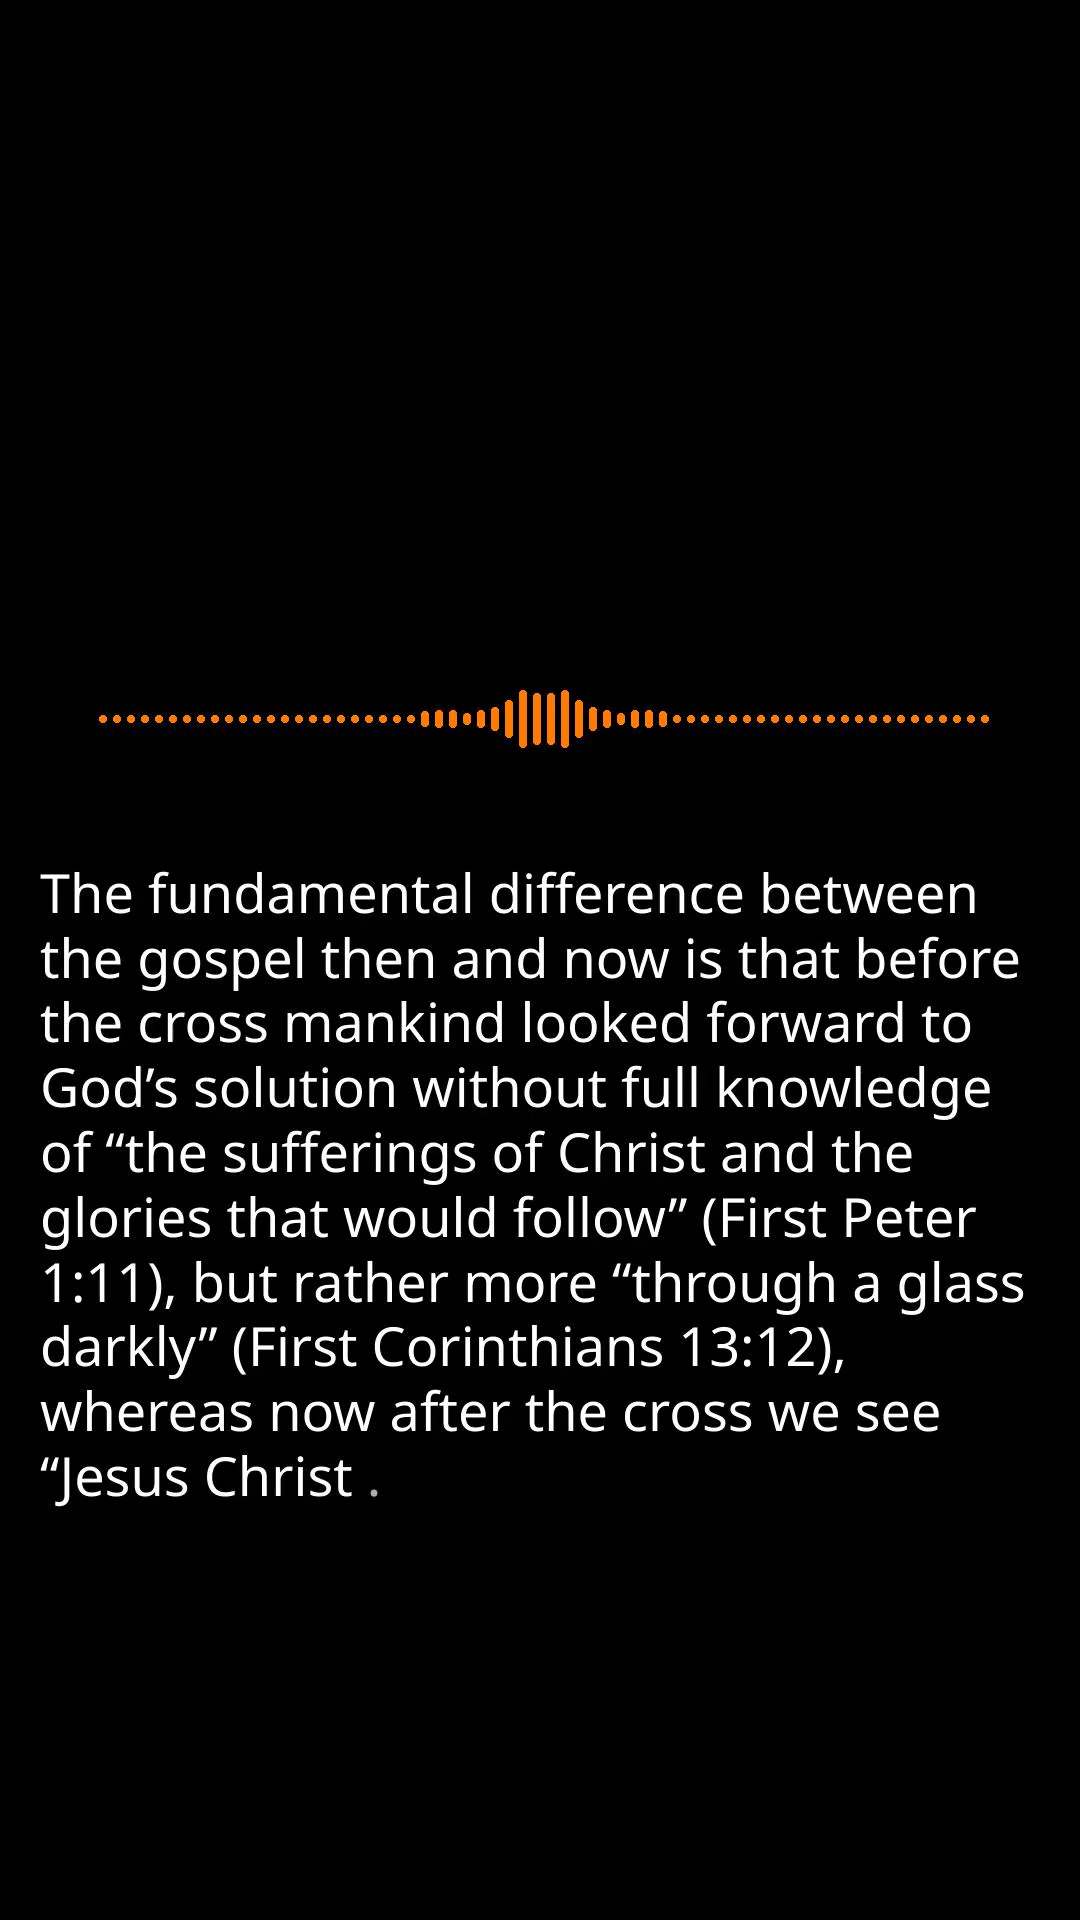 The fundamental difference between
the gospel then and now is that before
the cross mankind looked forward to
God’s solution without full knowledge
of “the sufferings of Christ and the
glories that would follow” (First Peter
1:11), but rather more “through a glass
darkly” (First Corinthians 13:12),
whereas now after the cross we see
“Jesus Christ .